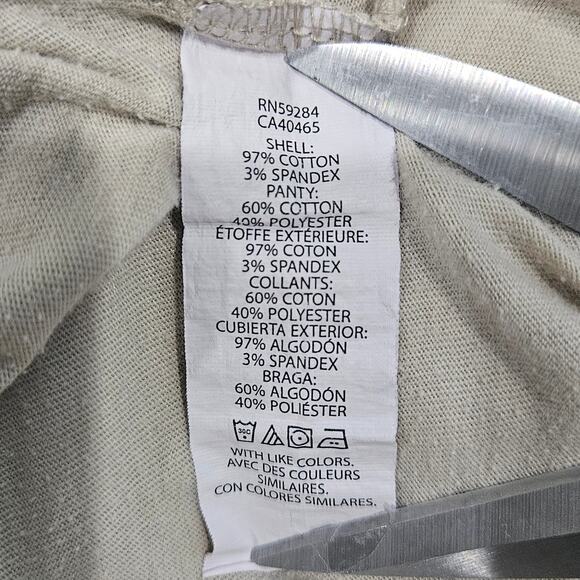 RN59284
CA40465
SHELL:
97% COTTON
3% SPANDEX
PANTY:
60% COTTON
40% POLYESTER
ÉTOFFE EXTÉRIEURE:
97% COTON
3% SPANDEX
COLLANTS:
60% COTON
40% POLYESTER
CUBIERTA EXTERIOR:
97% ALGODÓN
3% SPANDEX
BRAGA:
60% ALGODÓN
40% POLIÉSTER
30C
WITH LIKE COLORS.
AVEC DES COULEURS
SIMILAIRES.
CON COLORES SIMILARES.